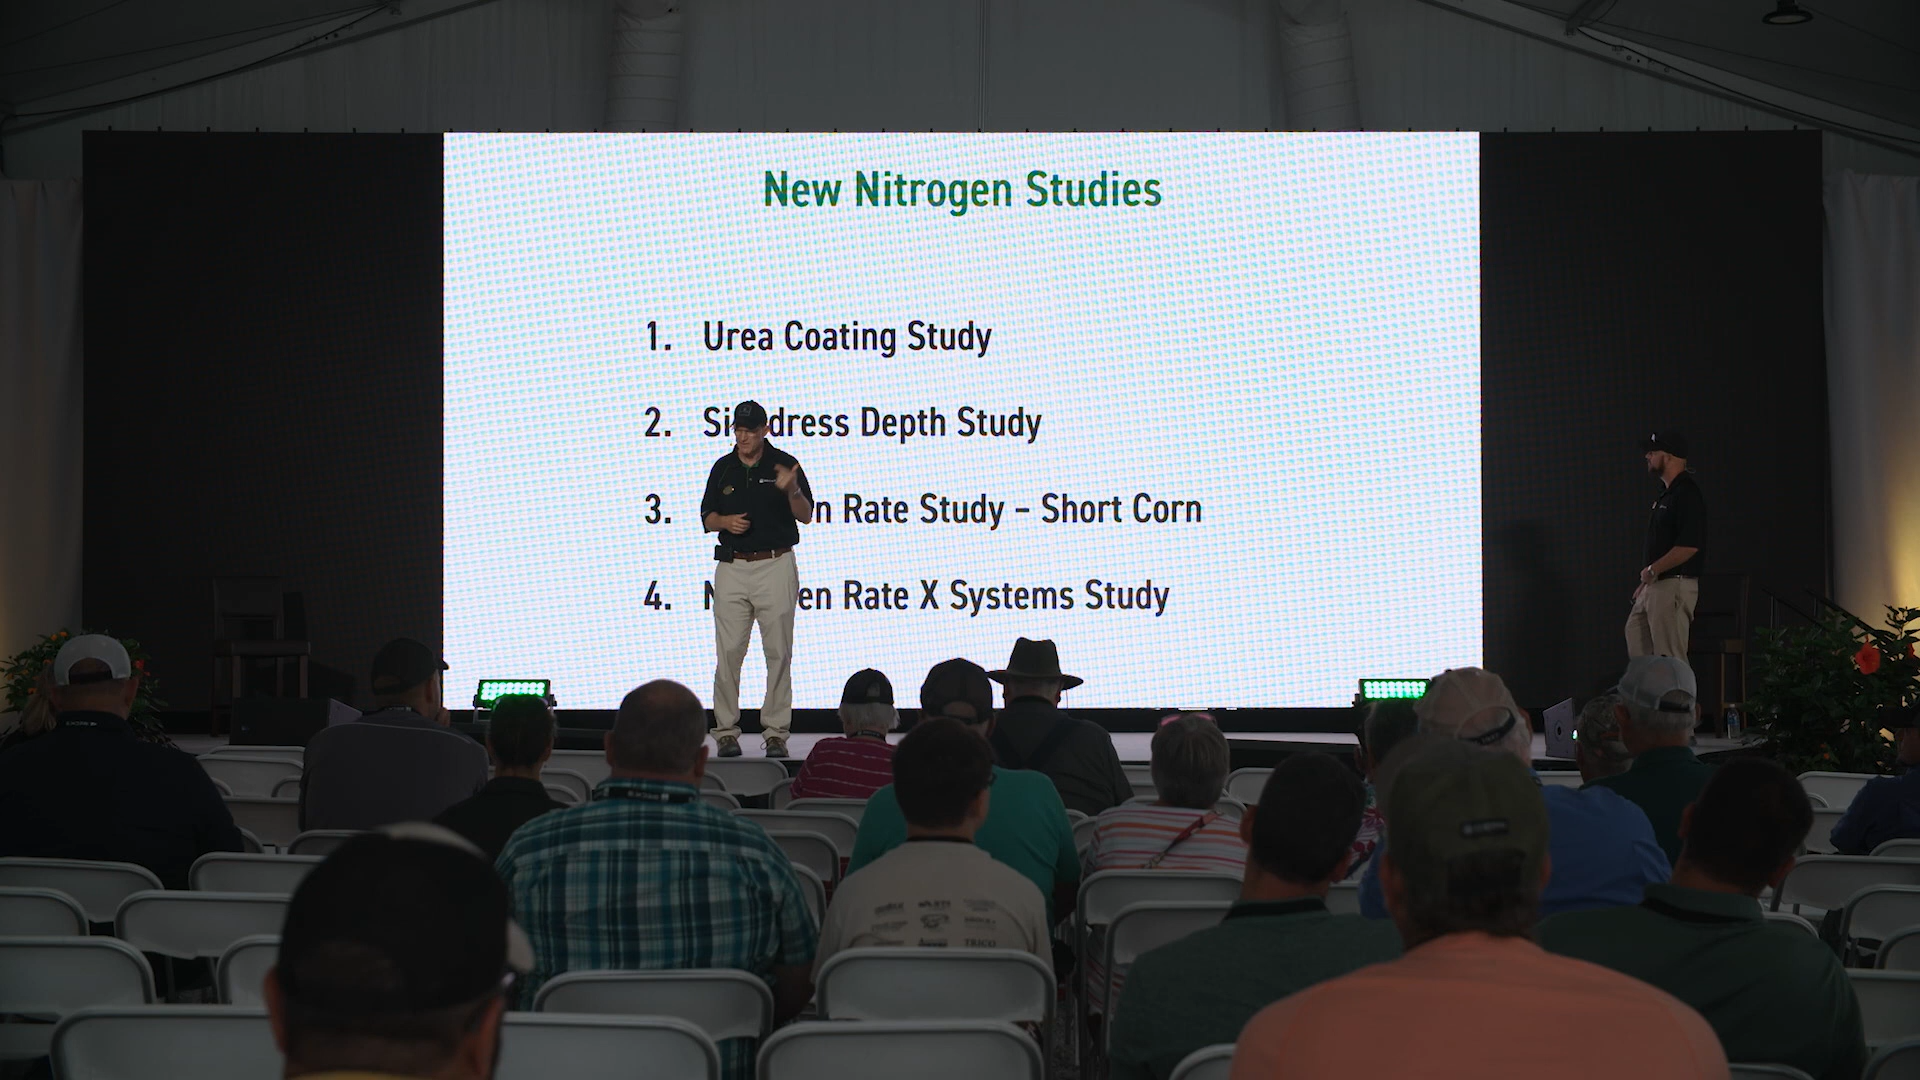 New Nitrogen Studies
1. Urea Coating Study
2. Si dress Depth Study
3. n Rate Study – Short Corn
4. N en Rate X Systems Study
TRICO